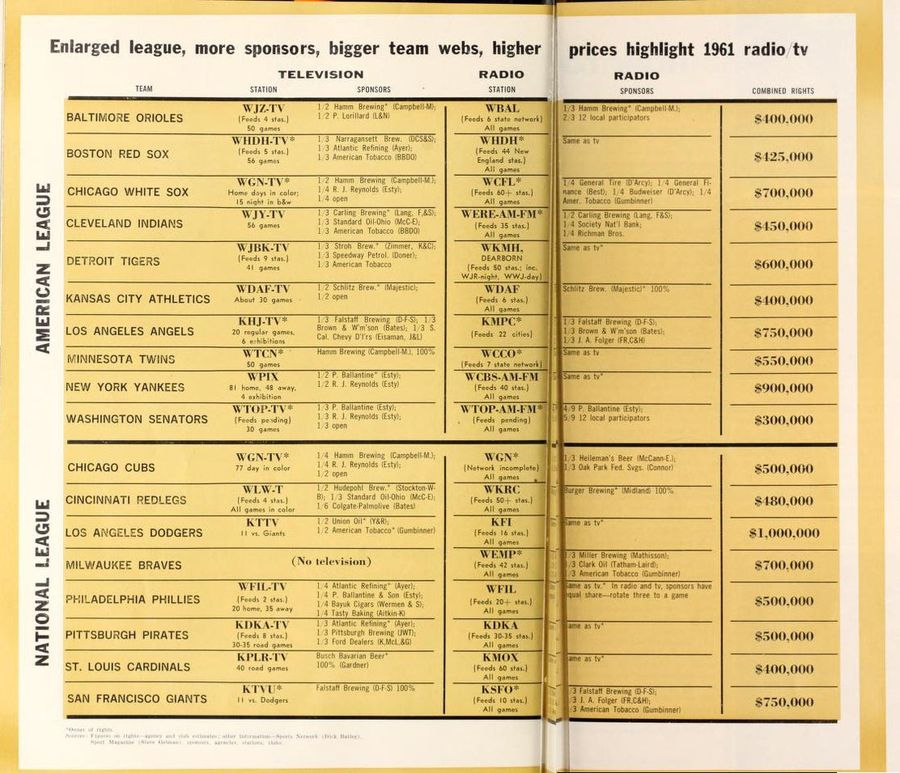 Enlarged league, more sponsors, bigger team webs, higher prices highlight 1961 radio/tv
TELEVISION RADIO RADIO
TEAM STATION SPONSORS STATION SPONSORS COMBINED RIGHTS
AMERICAN LEAGUE
BALTIMORE ORIOLES
WJZ-TV
(Feeds 4 stas.)
50 games
1/2 Hamm Brewing* (Campbell-M);
1/2 P. Lorillard (L&N)
WBAL
(Feeds 6 state network)
All games
1/3 Hamm Brewing* (Campbell-M.);
2/3 12 local participators
$400,000
BOSTON RED SOX
WHDH-TV*
(Feeds 5 stas.)
56 games
1/3 Narragansett Brew. (DCS&S);
1/3 Atlantic Refining (Ayer);
1/3 American Tobacco (BBDO)
WHDH*
(Feeds 44 New
England stas.)
All games
Same as tv
$425,000
CHICAGO WHITE SOX
WGN-TV*
Home days in color;
15 night in b&w
1/2 Hamm Brewing (Campbell-M.);
1/4 R. J. Reynolds (Esty);
1/4 open
WCFL*
(Feeds 60+ stas.)
All games
1/4 General Tire (D'Arcy); 1/4 General Fi-
nance (Best); 1/4 Budweiser (D'Arcy); 1/4
Amer. Tobacco (Gumbinner)
$700,000
CLEVELAND INDIANS
WJY-TV
56 games
1/3 Carling Brewing* (Lang, F,&S);
1/3 Standard Oil-Ohio (McC-E);
1/3 American Tobacco (BBDO)
WERE-AM-FM*
(Feeds 35 stas.)
All games
1/2 Carling Brewing (Lang, F&S);
1/4 Society Nat'l Bank;
1/4 Richman Bros.
$450,000
DETROIT TIGERS
WJBK-TV
(Feeds 9 stas.)
41 games
1/3 Stroh Brew.* (Zimmer, K&C);
1/3 Speedway Petrol. (Doner);
1/3 American Tobacco
WKMH,
DEARBORN
(Feeds 50 stas.; inc.
WJR-night, WWJ-day)
Same as tv*
$600,000
KANSAS CITY ATHLETICS
WDAF-TV
About 30 games
1/2 Schlitz Brew.* (Majestic);
1/2 open
WDAF
(Feeds 6 stas.)
All games
Schlitz Brew. (Majestic)* 100%
$400,000
LOS ANGELES ANGELS
KHJ-TV*
20 regular games,
6 exhibitions
1/3 Falstaff Brewing (D-F-S); 1/3
Brown & W'm'son (Bates); 1/3 S.
Cal. Chevy D'l'rs (Eisaman, J&L)
KMPC*
(Feeds 22 cities)
1/3 Falstaff Brewing (D-F-S);
1/3 Brown & W'm'son (Bates);
1/3 J. A. Folger (FR,C&H)
$750,000
MINNESOTA TWINS
WTCN*
50 games
Hamm Brewing (Campbell-M.), 100%
WCCO*
(Feeds 7 state network)
Same as tv
$550,000
NEW YORK YANKEES
WPIX
81 home, 48 away,
4 exhibition
1/2 P. Ballantine* (Esty);
1/2 R. J. Reynolds (Esty)
WCBS-AM-FM
(Feeds 40 stas.)
All games
Same as tv*
$900,000
WASHINGTON SENATORS
WTOP-TV*
(Feeds pending)
30 games
1/3 P. Ballantine (Esty);
1/3 R. J. Reynolds (Esty);
1/3 open
WTOP-AM-FM*
(Feeds pending)
All games
4/9 P. Ballantine (Esty);
5/9 12 local participators
$300,000
NATIONAL LEAGUE
CHICAGO CUBS
WGN-TV*
77 day in color
1/4 Hamm Brewing (Campbell-M.);
1/4 R. J. Reynolds (Esty);
1/2 open
WGN*
(Network incomplete)
All games
1/3 Heileman's Beer (McCann-E.);
1/3 Oak Park Fed. Svgs. (Connor)
$500,000
CINCINNATI REDLEGS
WLW-T
(Feeds 4 stas.)
All games in color
1/2 Hudepohl Brew.* (Stockton-W-
B); 1/3 Standard Oil-Ohio (McC-E);
1/6 Colgate-Palmolive (Bates)
WKRC
(Feeds 50+ stas.)
All games
Burger Brewing* (Midland) 100%
$480,000
LOS ANGELES DODGERS
KTTV
11 vs. Giants
1/2 Union Oil* (Y&R);
1/2 American Tobacco* (Gumbinner)
KFI
(Feeds 16 stas.)
All games
Same as tv*
$1,000,000
MILWAUKEE BRAVES
(No television)
WEMP*
(Feeds 42 stas.)
All games
1/3 Miller Brewing (Mathisson);
1/3 Clark Oil (Tatham-Laird);
1/3 American Tobacco (Gumbinner)
$700,000
PHILADELPHIA PHILLIES
WFIL-TV
(Feeds 2 stas.)
20 home, 35 away
1/4 Atlantic Refining* (Ayer);
1/4 P. Ballantine & Son (Esty);
1/4 Bayuk Cigars (Wermen & S);
1/4 Tasty Baking (Aitkin-K)
WFIL
(Feeds 20+ stas.)
All games
Same as tv.* In radio and tv, sponsors have
equal share—rotate three to a game
$500,000
PITTSBURGH PIRATES
KDKA-TV
(Feeds 8 stas.)
30-35 road games
1/3 Atlantic Refining* (Ayer);
1/3 Pittsburgh Brewing (JWT);
1/3 Ford Dealers (K,McL,&G)
KDKA
(Feeds 30-35 stas.)
All games
Same as tv*
$500,000
ST. LOUIS CARDINALS
KPLR-TV
40 road games
Busch Bavarian Beer*
100% (Gardner)
KMOX
(Feeds 60 stas.)
All games
Same as tv*
$400,000
SAN FRANCISCO GIANTS
KTVU*
11 vs. Dodgers
Falstaff Brewing (D-F-S) 100%
KSFO*
(Feeds 10 stas.)
All games
1/3 Falstaff Brewing (D-F-S);
1/3 J. A. Folger (FR,C&H);
1/3 American Tobacco (Gumbinner)
$750,000
*Owner of rights.
Sources: Figures on rights—agency and club estimates; other information—Sports Network (Dick Bailey),
Sport Magazine sponsors, agencies, stations, clubs.